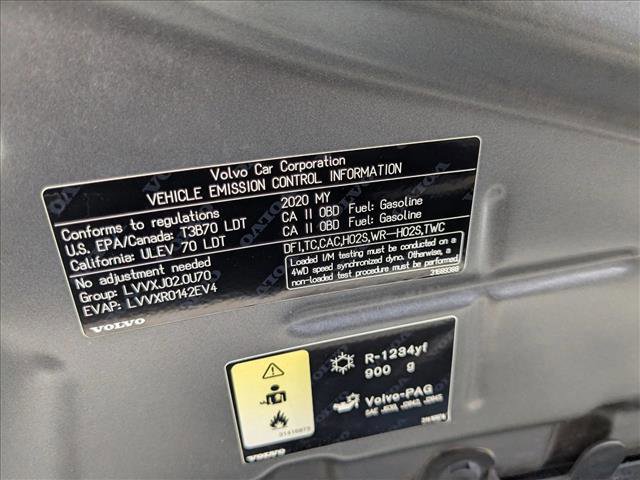 Volvo Car Corporation
VEHICLE EMISSION CONTROL INFORMATION
Conforms to regulations 2020 MY
U.S. EPA/Canada: T3B70 LDT CA II OBD Fuel: Gasoline
California: ULEV 70 LDT CA II OBD Fuel: Gasoline
No adjustment needed DFI,TC,CAC,HO2S,WR-HO2S,TWC
Group: LVVXJ02.0U70
EVAP: LVVXR0142EV4
Loaded I/M testing must be conducted on a
4WD speed synchronized dyno. Otherwise, a
non-loaded test procedure must be performed.
VOLVO
R-1234yf
900 g
Volvo-PAG
SAE
VOLVO